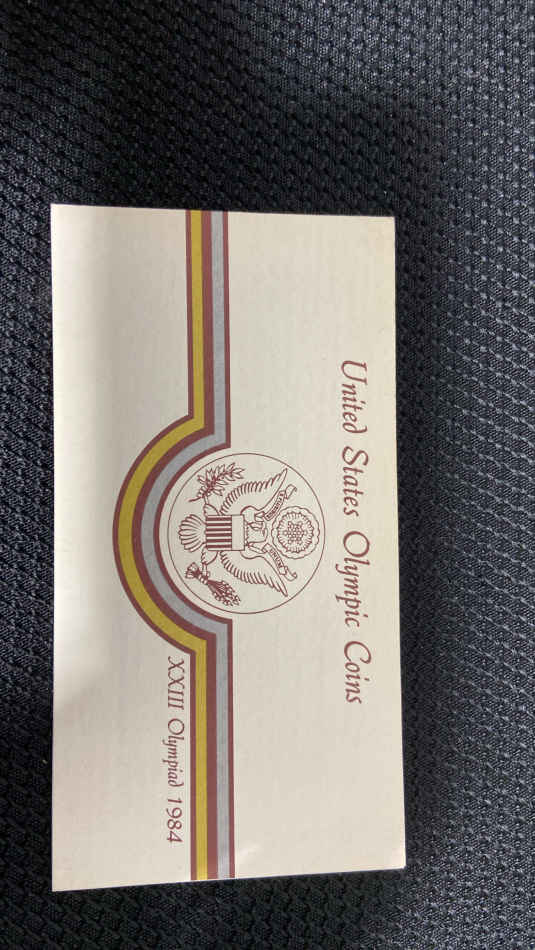 United States Olympic Coins
XXIII Olympiad 1984